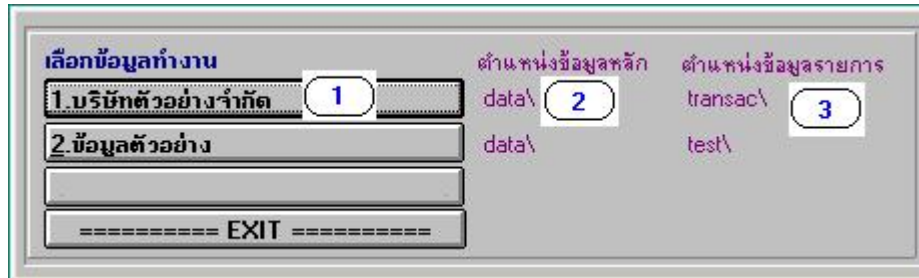 เลือกข้อมูลทำงาน ตำแหน่งข้อมูลหลัก ตำแหน่งข้อมูลรายการ
1.บริษัทตัวอย่างจำกัด 1 data\ 2 transac\ 3
2.ข้อมูลตัวอย่าง data\ test\
========== EXIT ==========